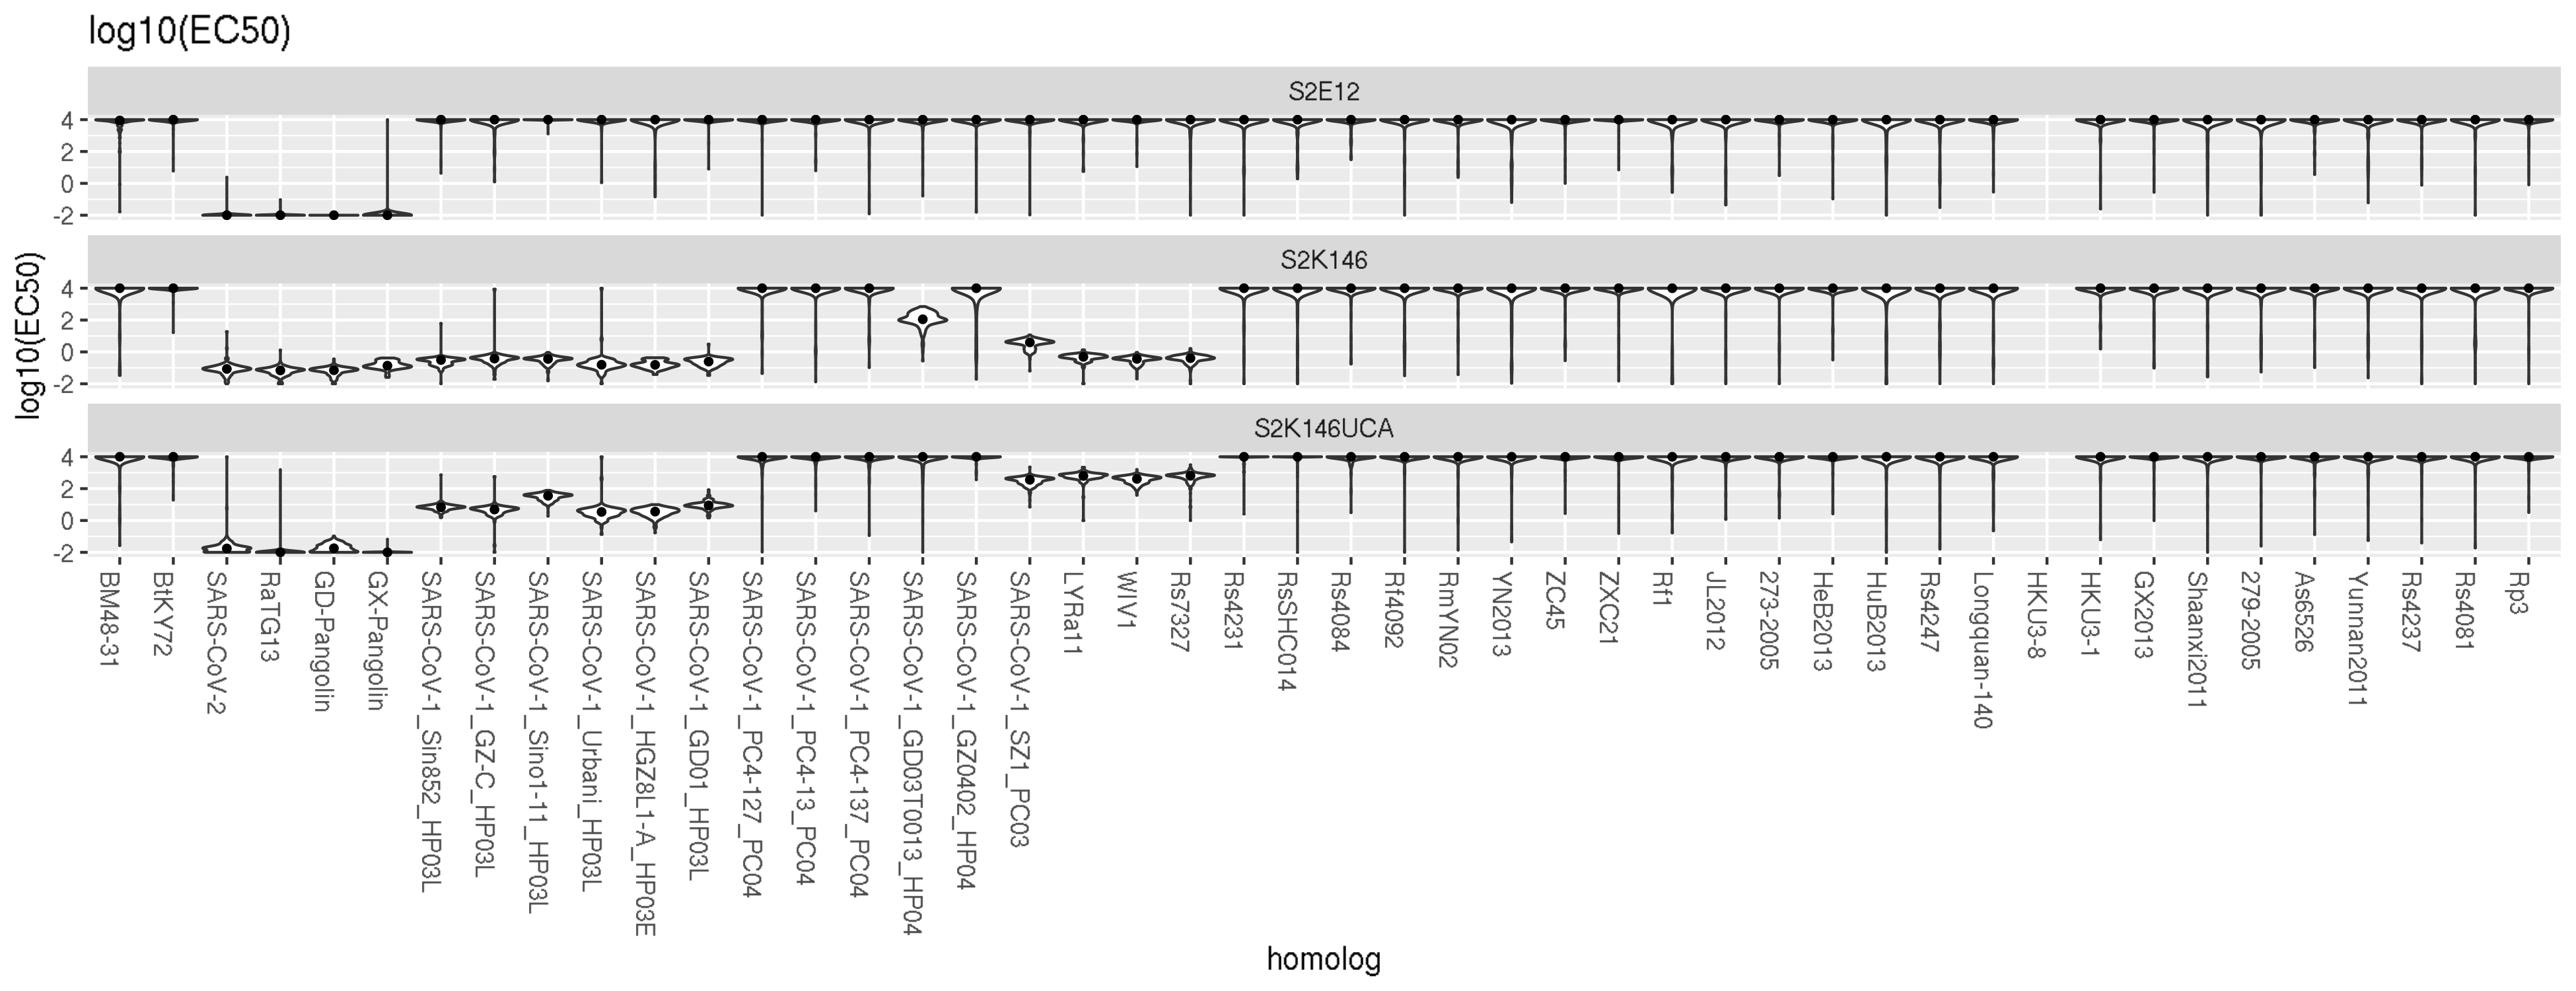 log10(EC50)
S2E12
4
2
0
-2
S2K146
4
2
0
-2
log10(EC50)
S2K146UCA
4
2
0
-2
BM48-31
BtKY72
SARS-CoV-2
RaTG13
GD-Pangolin
GX-Pangolin
SARS-CoV-1_Sin852_HP03L
SARS-CoV-1_GZ-C_HP03L
SARS-CoV-1_Sino1-11_HP03L
SARS-CoV-1_Urbani_HP03L
SARS-CoV-1_HGZ8L1-A_HP03E
SARS-CoV-1_GD01_HP03L
SARS-CoV-1_PC4-127_PC04
SARS-CoV-1_PC4-13_PC04
SARS-CoV-1_PC4-137_PC04
SARS-CoV-1_GD03T0013_HP04
SARS-CoV-1_GZ0402_HP04
SARS-CoV-1_SZ1_PC03
LYRa11
WIV1
Rs7327
Rs4231
RsSHC014
Rs4084
Rf4092
RmYN02
YN2013
ZC45
ZXC21
Rf1
JL2012
273-2005
HeB2013
HuB2013
Rs4247
Longquan-140
HKU3-8
HKU3-1
GX2013
Shaanxi2011
279-2005
As6526
Yunnan2011
Rs4237
Rs4081
Rp3
homolog